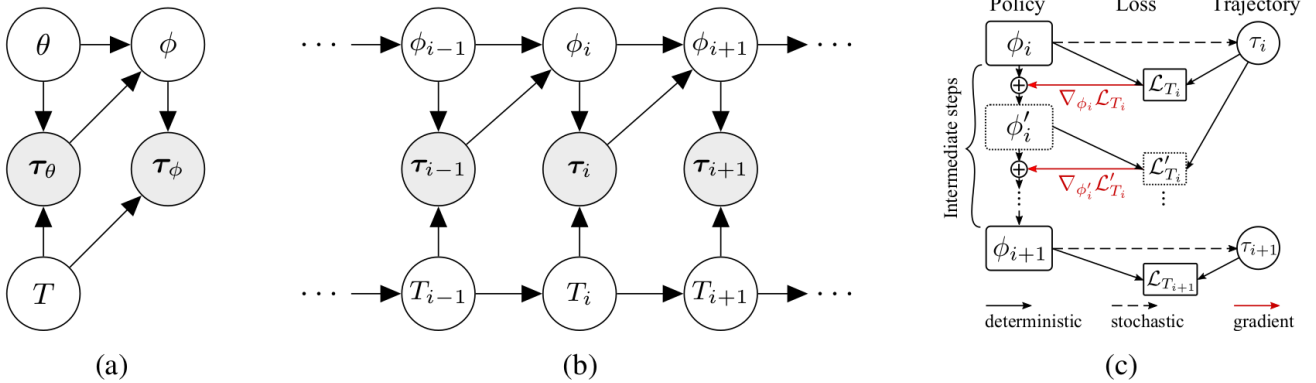 θ ϕ
τ_θ τ_ϕ
T
(a)
· · · ϕ_{i−1} ϕ_i ϕ_{i+1} · · ·
τ_{i−1} τ_i τ_{i+1}
· · · T_{i−1} T_i T_{i+1} · · ·
(b)
Policy Loss Trajectory
Intermediate steps
ϕ_i τ_i
+ ∇_{ϕ_i} ℒ_{T_i} ℒ_{T_i}
ϕ′_i
+ ∇_{ϕ′_i} ℒ′_{T_i} ℒ′_{T_i}
⋮ ⋮
ϕ_{i+1} τ_{i+1}
ℒ_{T_{i+1}}
deterministic stochastic gradient
(c)